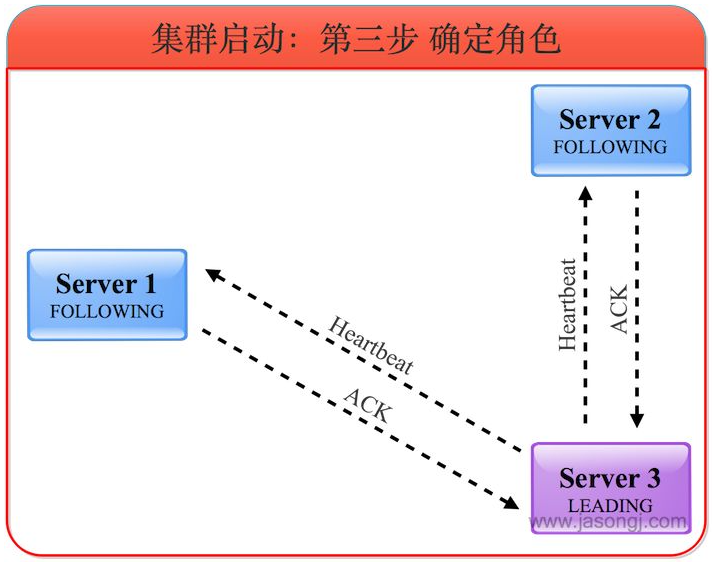 集群启动：第三步 确定角色
Server 2
FOLLOWING
Server 1
FOLLOWING
Heartbeat
ACK
Heartbeat
ACK
Server 3
LEADING
www.jasongj.com